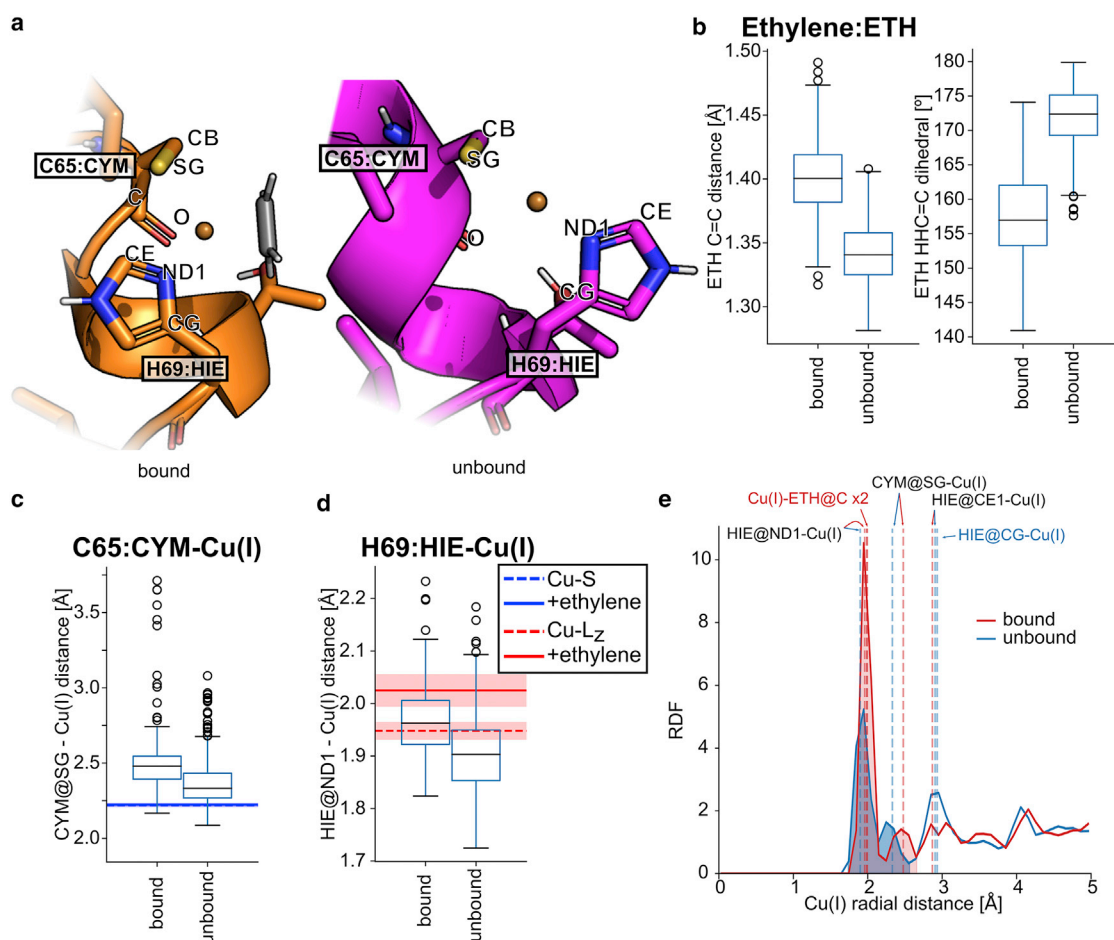 a
CB
SG
C65:CYM
C
O
CE
ND1
CG
H69:HIE
bound
CB
C65:CYM
SG
ND1
CE
O
CG
H69:HIE
unbound
b
Ethylene:ETH
ETH C=C distance [Å]
1.50
1.40
1.35
1.30
bound
unbound
ETH HHC=C dihedral [º]
175
170
165
160
155
150
145
140
bound
unbound
c
C65:CYM-Cu(I)
CYM@SG - Cu(I) distance [Å]
3.5
3.0
2.5
2.0
bound
unbound
d
H69:HIE-Cu(I)
HIE@ND1 - Cu(I) distance [Å]
2.2
2.1
2.0
1.9
1.8
1.7
bound
unbound
Cu-S
+ethylene
Cu-LZ
+ethylene
e
CYM@SG-Cu(I)
Cu(I)-ETH@C x2
HIE@CE1-Cu(I)
HIE@ND1-Cu(I)
HIE@CG-Cu(I)
bound
unbound
RDF
10
8
6
4
2
0
0 1 2 3 4 5
Cu(I) radial distance [Å]